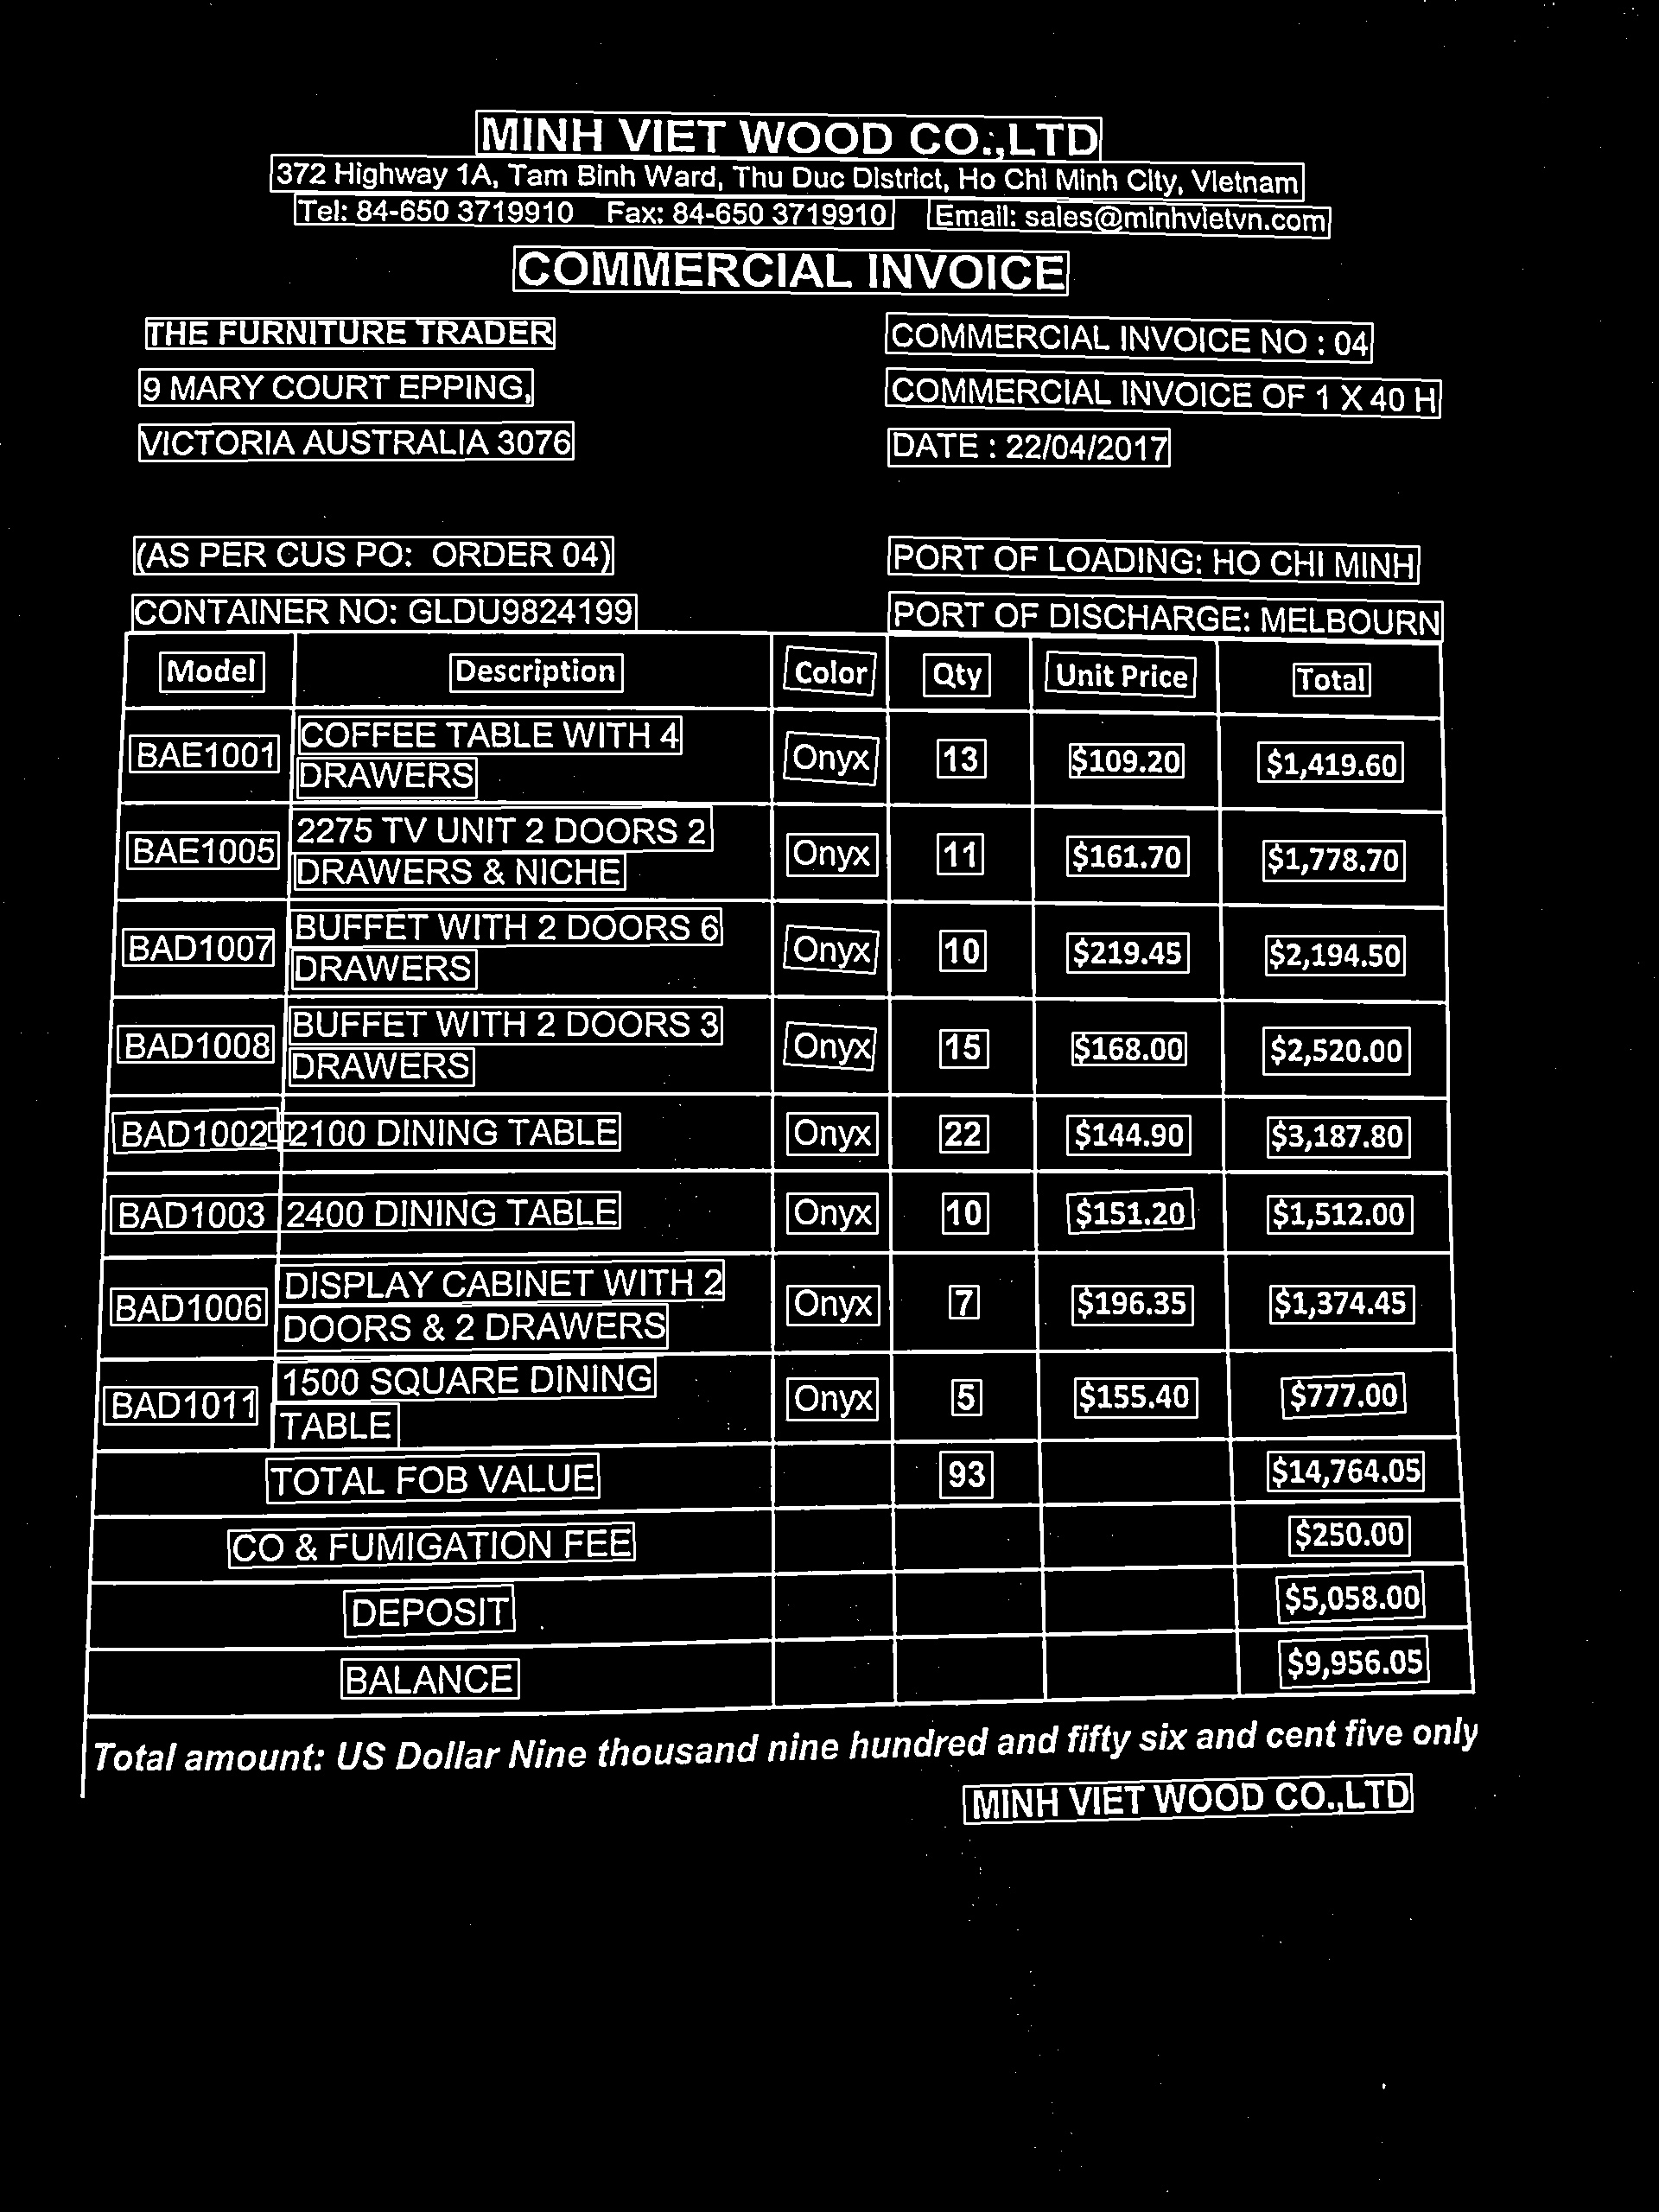 MINH VIET WOOD CO.,LTD
372 Highway 1A, Tam Binh Ward, Thu Duc District, Ho Chi Minh City, Vietnam
Tel: 84-650 3719910 Fax: 84-650 3719910 Email: sales@minhvietvn.com
COMMERCIAL INVOICE
THE FURNITURE TRADER COMMERCIAL INVOICE NO : 04
9 MARY COURT EPPING, COMMERCIAL INVOICE OF 1 X 40 H
VICTORIA AUSTRALIA 3076 DATE : 22/04/2017
(AS PER CUS PO: ORDER 04) PORT OF LOADING: HO CHI MINH
CONTAINER NO: GLDU9824199 PORT OF DISCHARGE: MELBOURN
Model Description Color Qty Unit Price Total
BAE1001 COFFEE TABLE WITH 4 Onyx 13 $109.20 $1,419.60
DRAWERS
BAE1005 2275 TV UNIT 2 DOORS 2 Onyx 11 $161.70 $1,778.70
DRAWERS & NICHE
BAD1007 BUFFET WITH 2 DOORS 6 Onyx 10 $219.45 $2,194.50
DRAWERS
BAD1008 BUFFET WITH 2 DOORS 3 Onyx 15 $168.00 $2,520.00
DRAWERS
BAD1002 2100 DINING TABLE Onyx 22 $144.90 $3,187.80
BAD1003 2400 DINING TABLE Onyx 10 $151.20 $1,512.00
BAD1006 DISPLAY CABINET WITH 2 Onyx 7 $196.35 $1,374.45
DOORS & 2 DRAWERS
BAD1011 1500 SQUARE DINING Onyx 5 $155.40 $777.00
TABLE
TOTAL FOB VALUE 93 $14,764.05
CO & FUMIGATION FEE $250.00
DEPOSIT $5,058.00
BALANCE $9,956.05
Total amount: US Dollar Nine thousand nine hundred and fifty six and cent five only
MINH VIET WOOD CO.,LTD